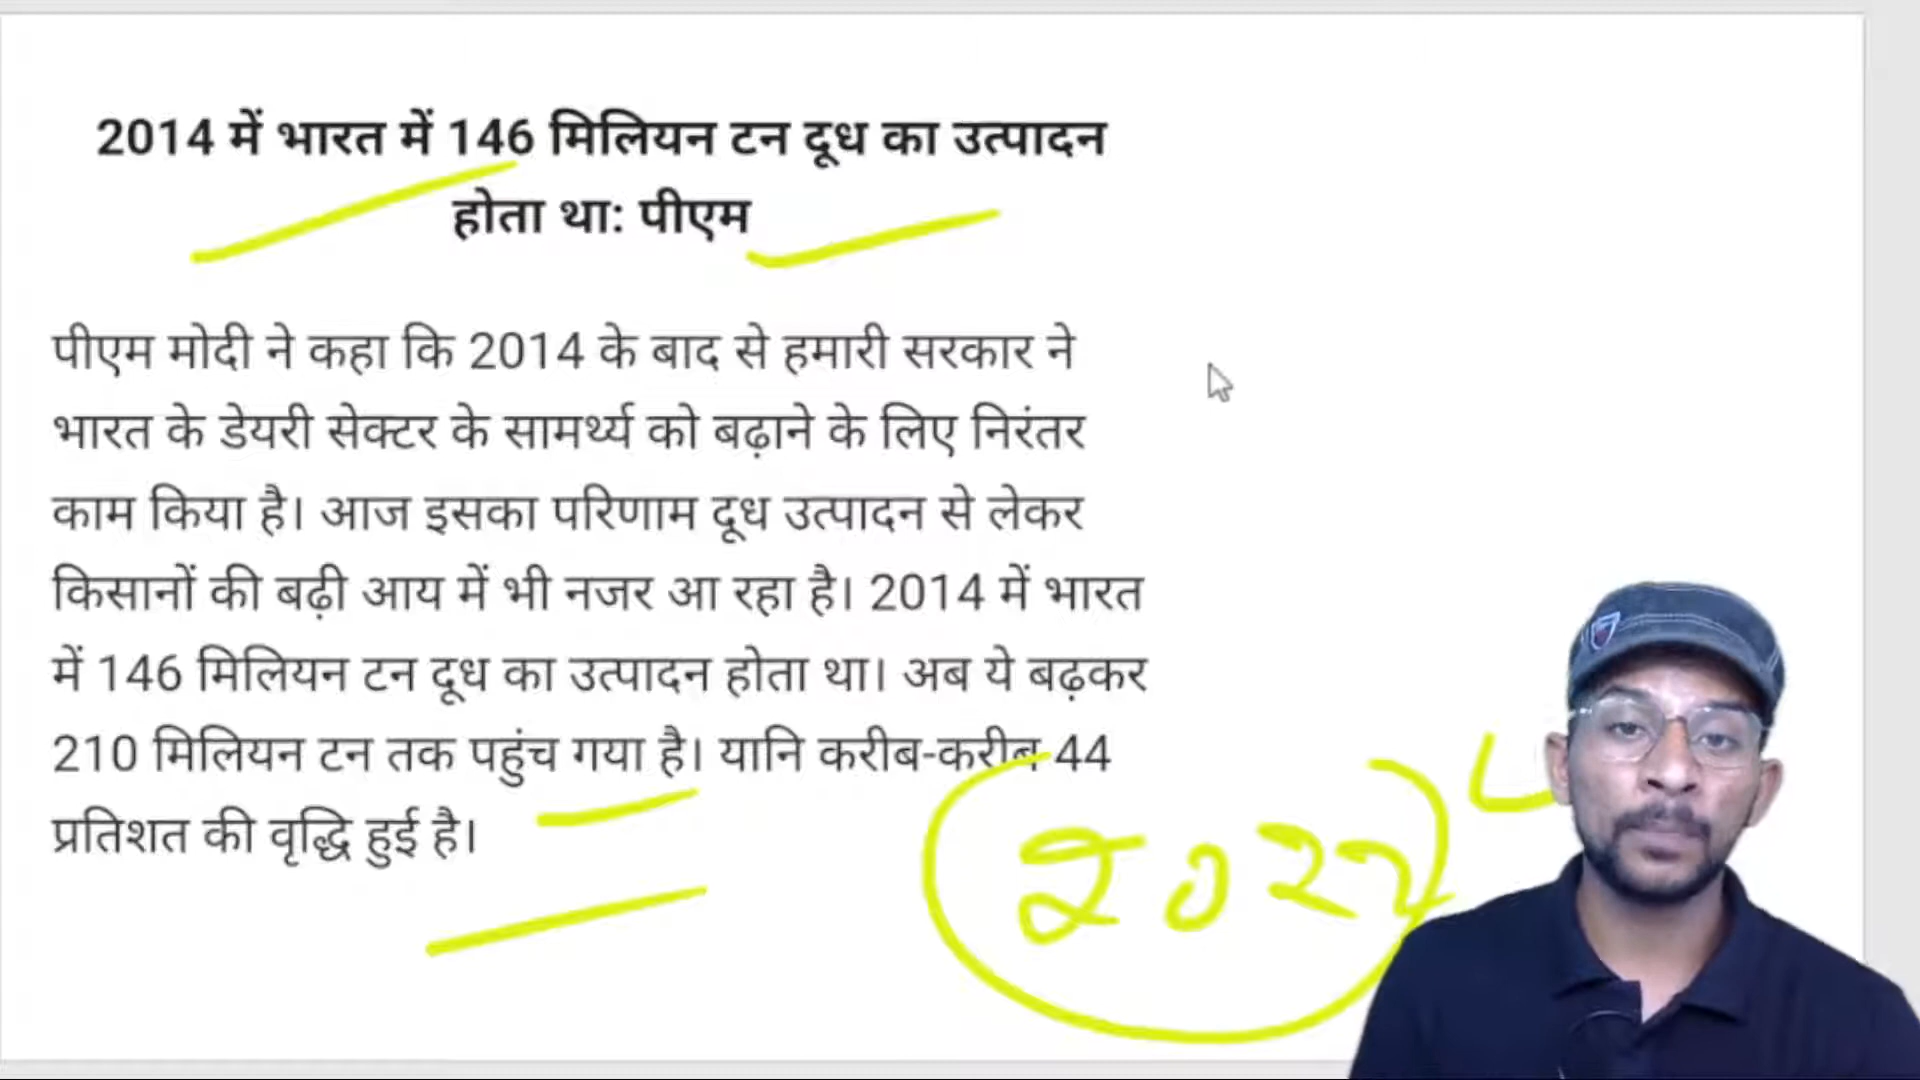 2014 में भारत में 146 मिलियन टन दूध का उत्पादन
होता था: पीएम
पीएम मोदी ने कहा कि 2014 के बाद से हमारी सरकार ने
भारत के डेयरी सेक्टर के सामर्थ्य को बढ़ाने के लिए निरंतर
काम किया है। आज इसका परिणाम दूध उत्पादन से लेकर
किसानों की बढ़ी आय में भी नजर आ रहा है। 2014 में भारत
में 146 मिलियन टन दूध का उत्पादन होता था। अब ये बढ़कर
210 मिलियन टन तक पहुंच गया है। यानि करीब-करीब 44
प्रतिशत की वृद्धि हुई है।
2022